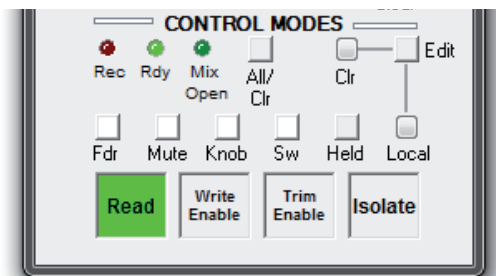 CONTROL MODES
Edit
Rec Rdy Mix Open All/ Clr Clr
Fdr Mute Knob Sw Held Local
Read Write Enable Trim Enable Isolate